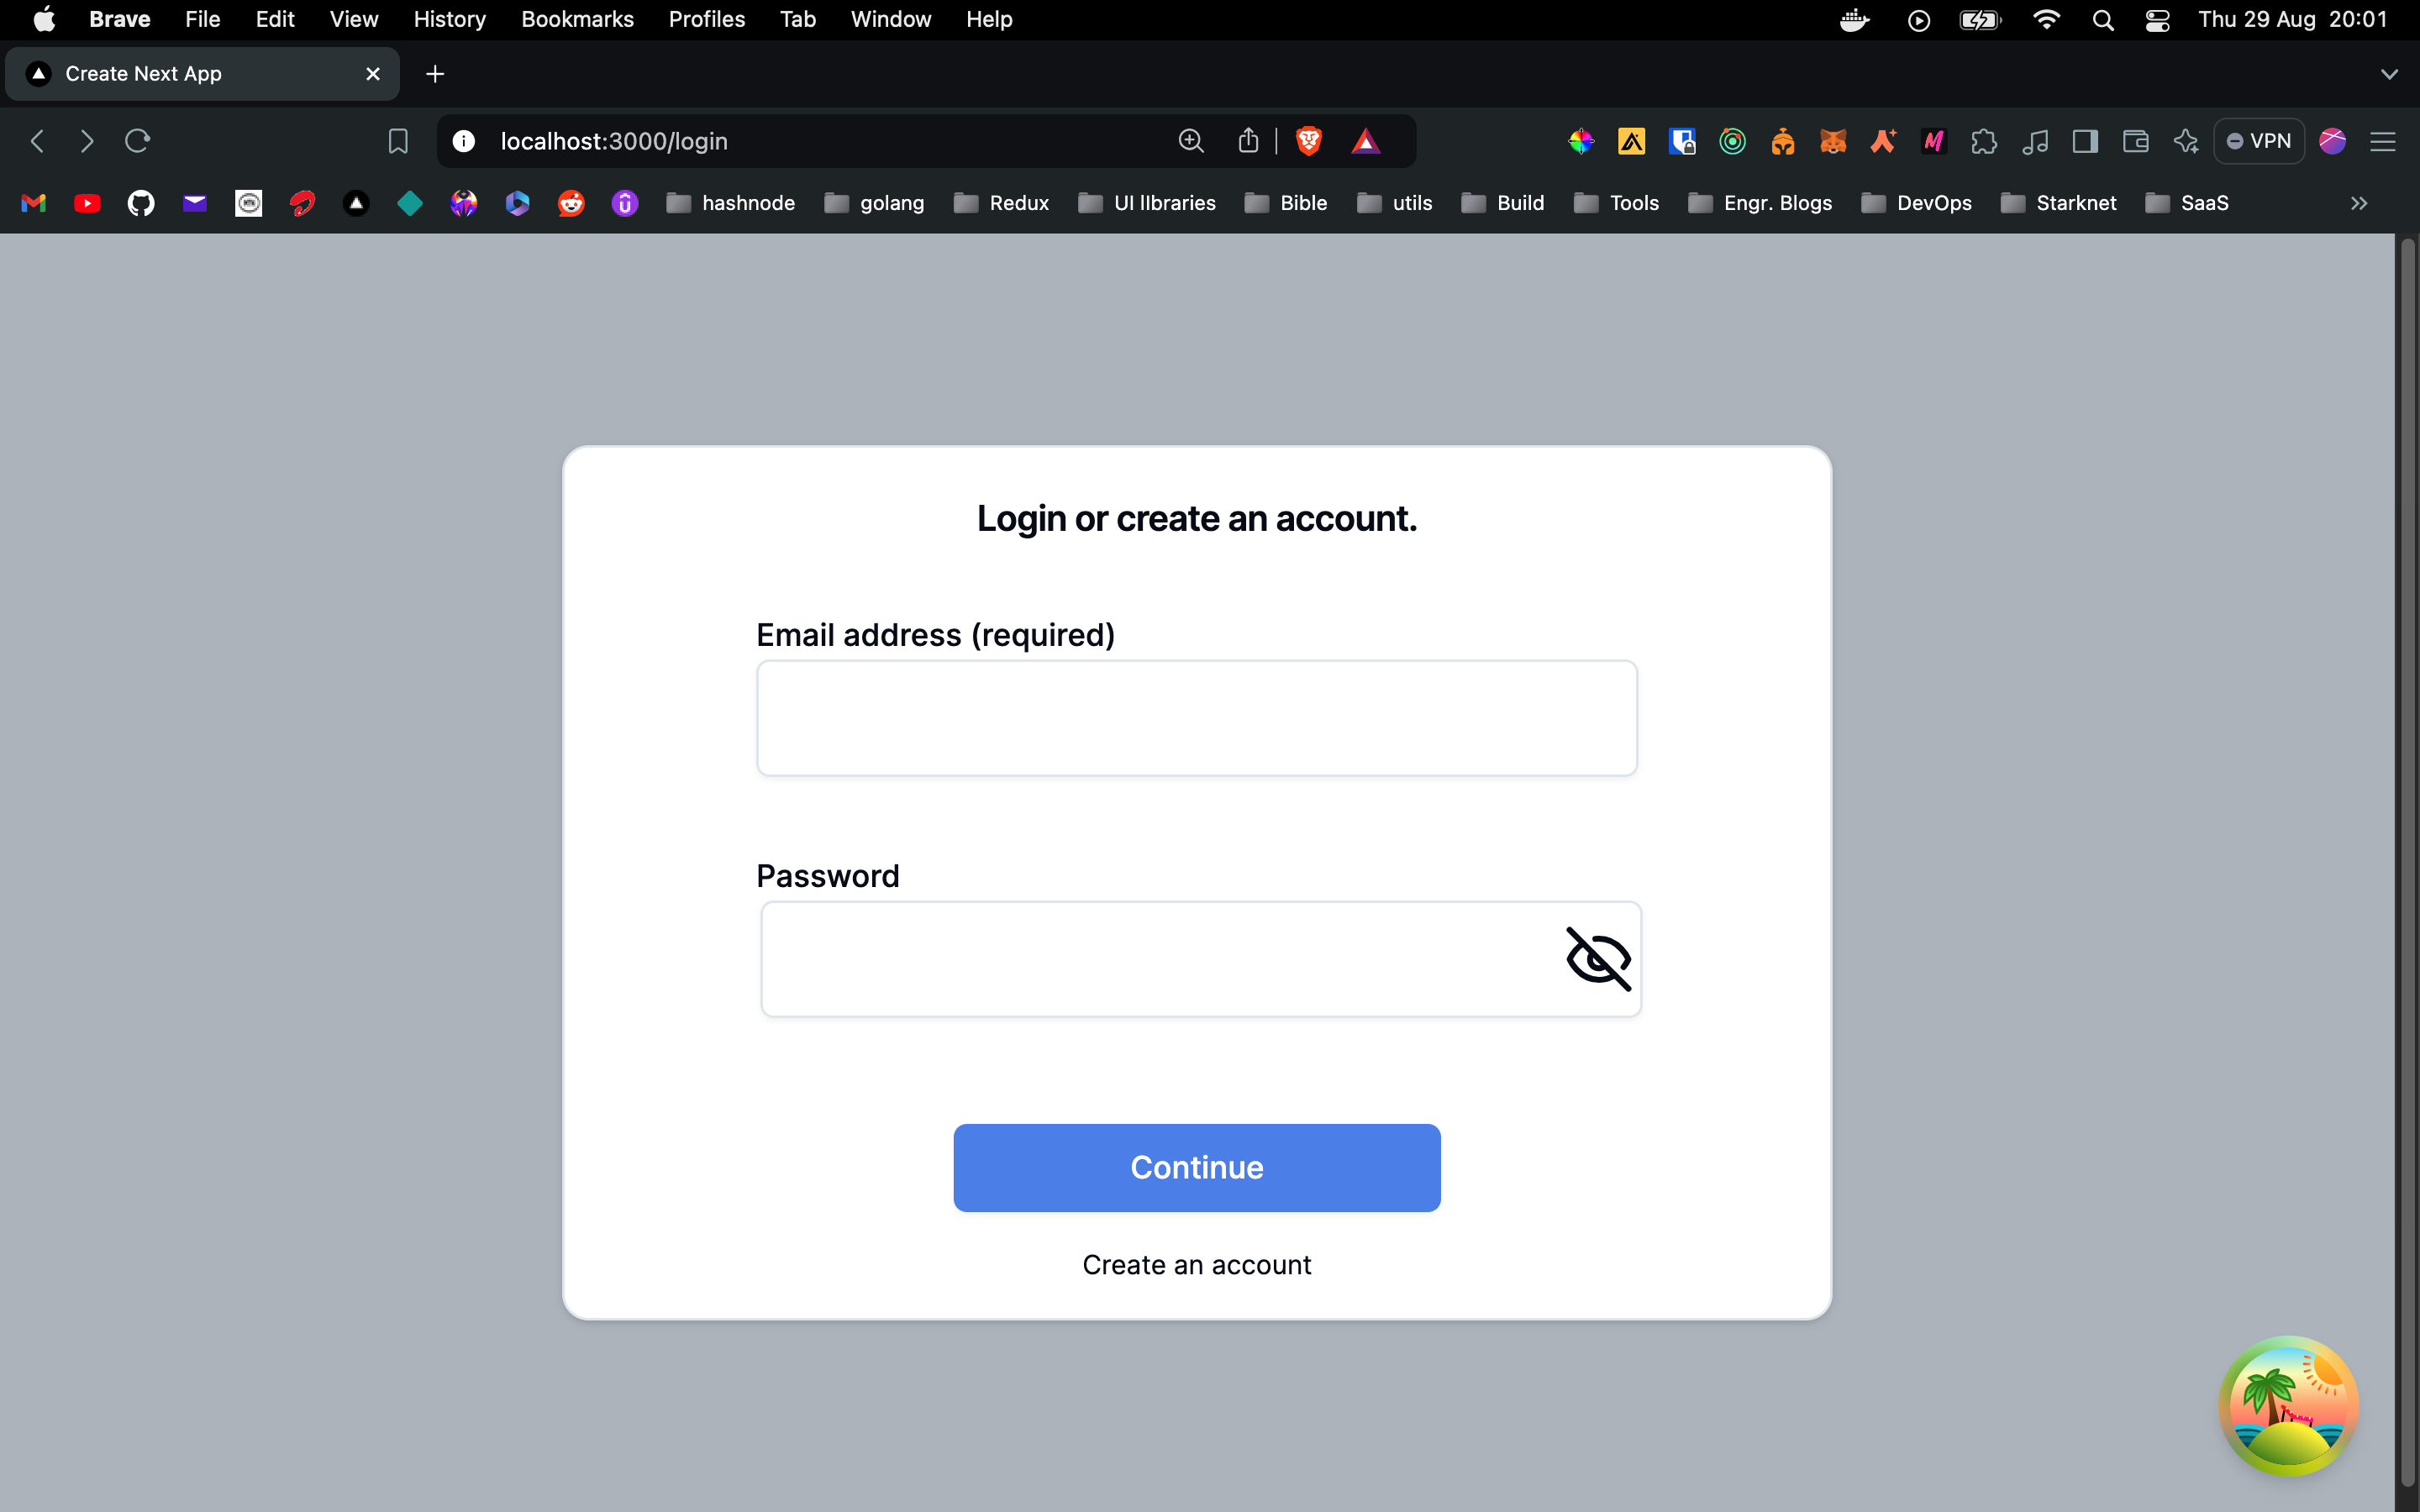 Brave File Edit View History Bookmarks Profiles Tab Window Help Thu 29 Aug 20:01
Create Next App
localhost:3000/login VPN
hashnode golang Redux UI lIbraries Bible utils Build Tools Engr. Blogs DevOps Starknet SaaS
Login or create an account.
Email address (required)
Password
Continue
Create an account